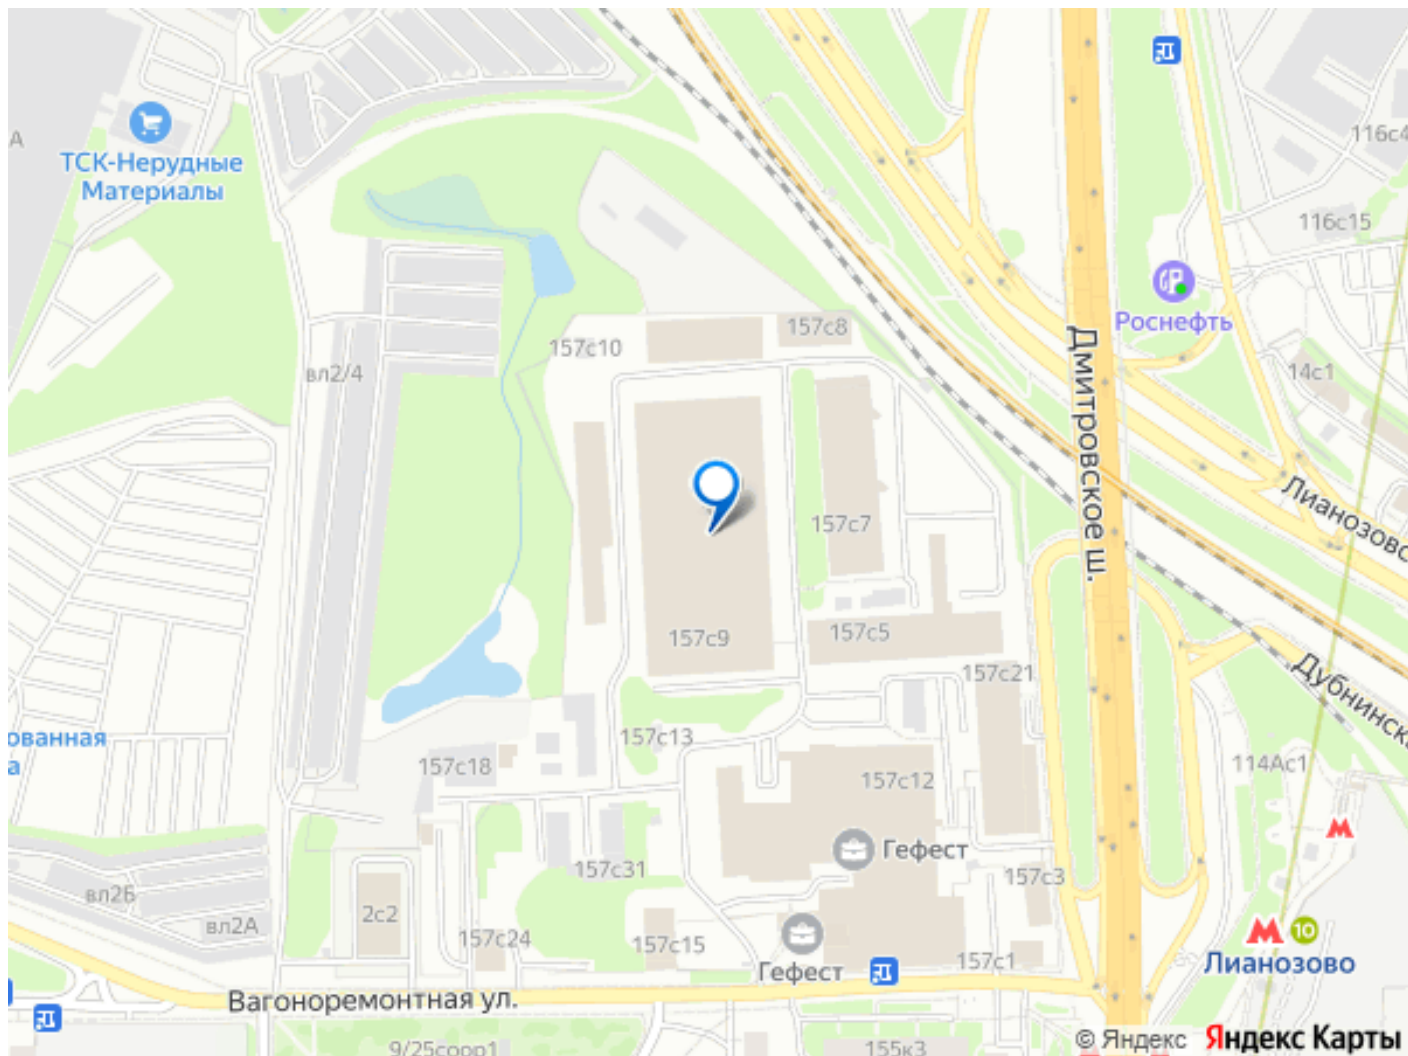 А
ТСК-Нерудные
Материалы
116с4
116с15
Роснефть
157с8
157с10
вл2/4
14с1
Дмитровское ш.
Лианозовс
157с7
157с9
157с5
157с21
Дубнинска
ованная
а
157с13
157с18
114Ас1
157с12
Гефест
157с31
157с3
вл2Б
2с2
вл2А
157с24
157с15
10
Лианозово
157с1
Гефест
Вагоноремонтная ул.
9/25соор1
155к3
© Яндекс Яндекс Карты